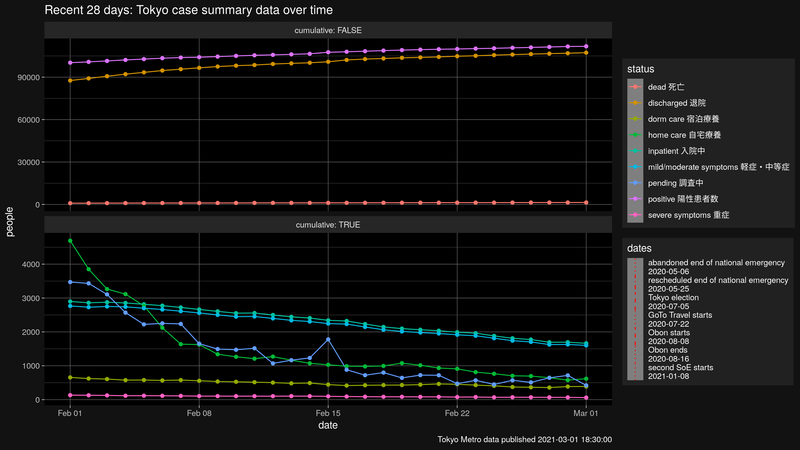 Recent 28 days: Tokyo case summary data over time
cumulative: FALSE
90000
60000
30000
0
cumulative: TRUE
4000
3000
2000
1000
0
people
Feb 01
Feb 08
Feb 15
Feb 22
Mar 01
date
Tokyo Metro data published 2021-03-01 18:30:00
status
dead 死亡
discharged 退院
dorm care 宿泊療養
home care 自宅療養
inpatient 入院中
mild/moderate symptoms 軽症・中等症
pending 調査中
positive 陽性患者数
severe symptoms 重症
dates
abandoned end of national emergency
2020-05-06
rescheduled end of national emergency
2020-05-25
Tokyo election
2020-07-05
GoTo Travel starts
2020-07-22
Obon starts
2020-08-08
Obon ends
2020-08-16
second SoE starts
2021-01-08